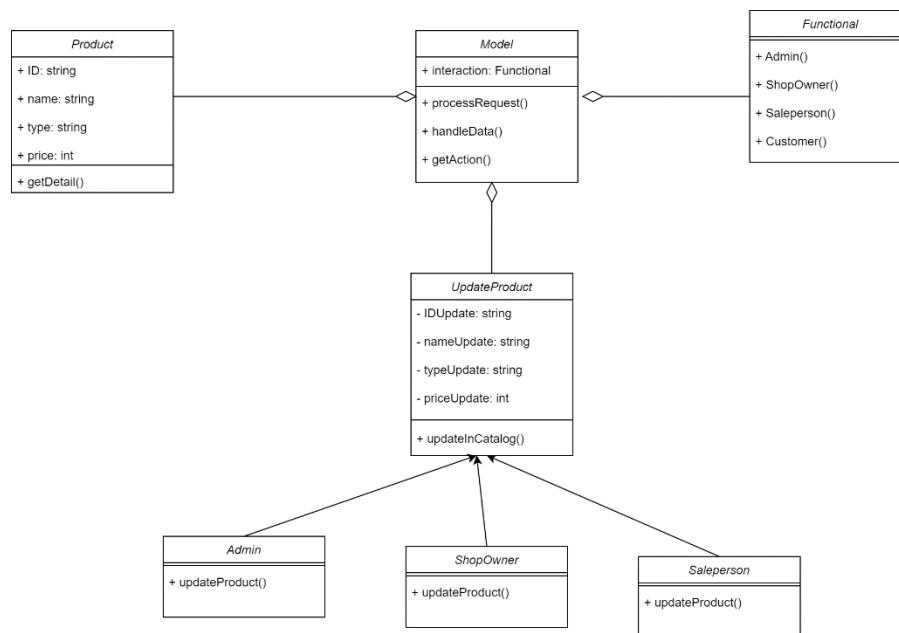 Product
+ ID: string
+ name: string
+ type: string
+ price: int
+ getDetail()
Model
+ interaction: Functional
+ processRequest()
+ handleData()
+ getAction()
Functional
+ Admin()
+ ShopOwner()
+ Saleperson()
+ Customer()
UpdateProduct
- IDUpdate: string
- nameUpdate: string
- typeUpdate: string
- priceUpdate: int
+ updateInCatalog()
Admin
+ updateProduct()
ShopOwner
+ updateProduct()
Saleperson
+ updateProduct()